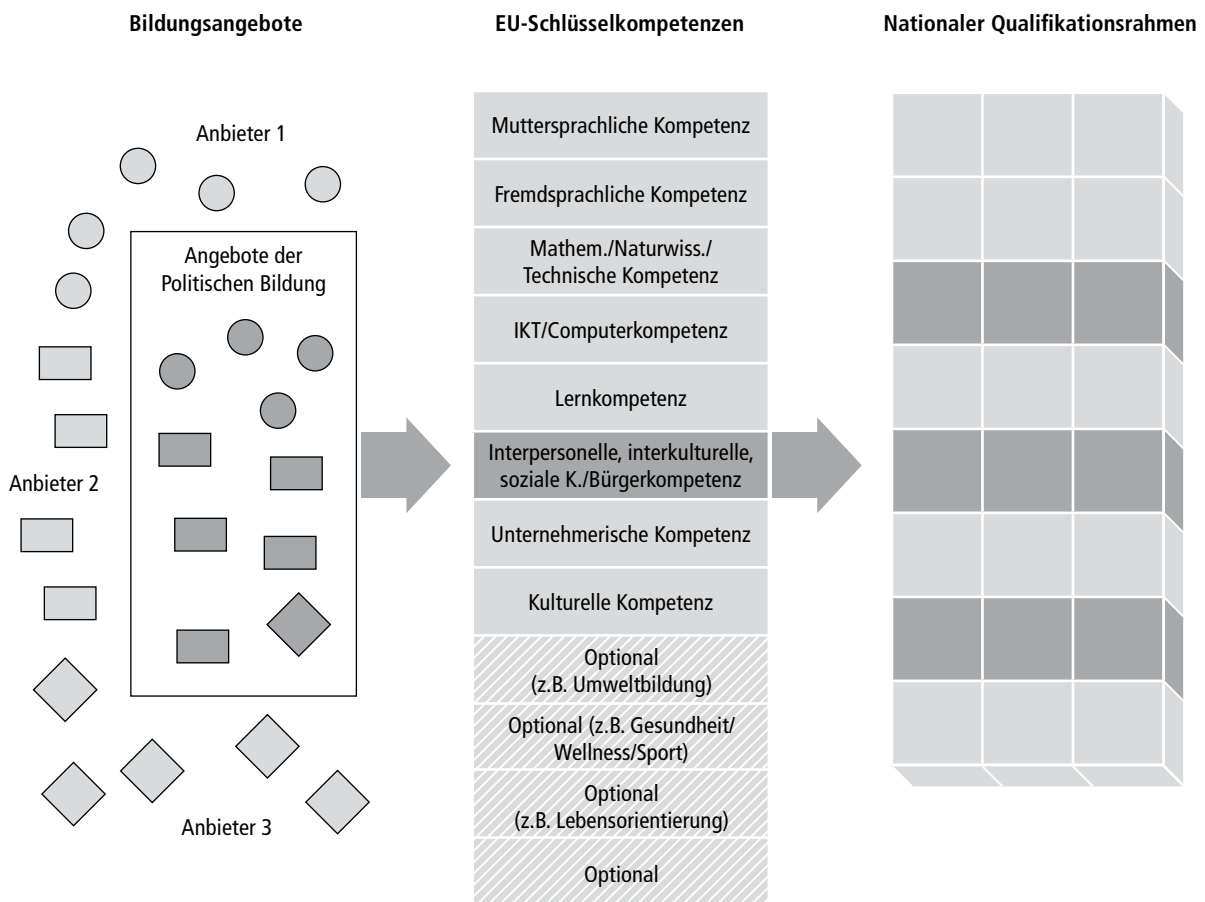 Bildungsangebote
EU-Schlüsselkompetenzen
Nationaler Qualifikationsrahmen
Anbieter 1
Angebote der
Politischen Bildung
Anbieter 2
Anbieter 3
Muttersprachliche Kompetenz
Fremdsprachliche Kompetenz
Mathem./Naturwiss./
Technische Kompetenz
IKT/Computerkompetenz
Lernkompetenz
Interpersonelle, interkulturelle,
soziale K./Bürgerkompetenz
Unternehmerische Kompetenz
Kulturelle Kompetenz
Optional
(z.B. Umweltbildung)
Optional (z.B. Gesundheit/
Wellness/Sport)
Optional
(z.B. Lebensorientierung)
Optional